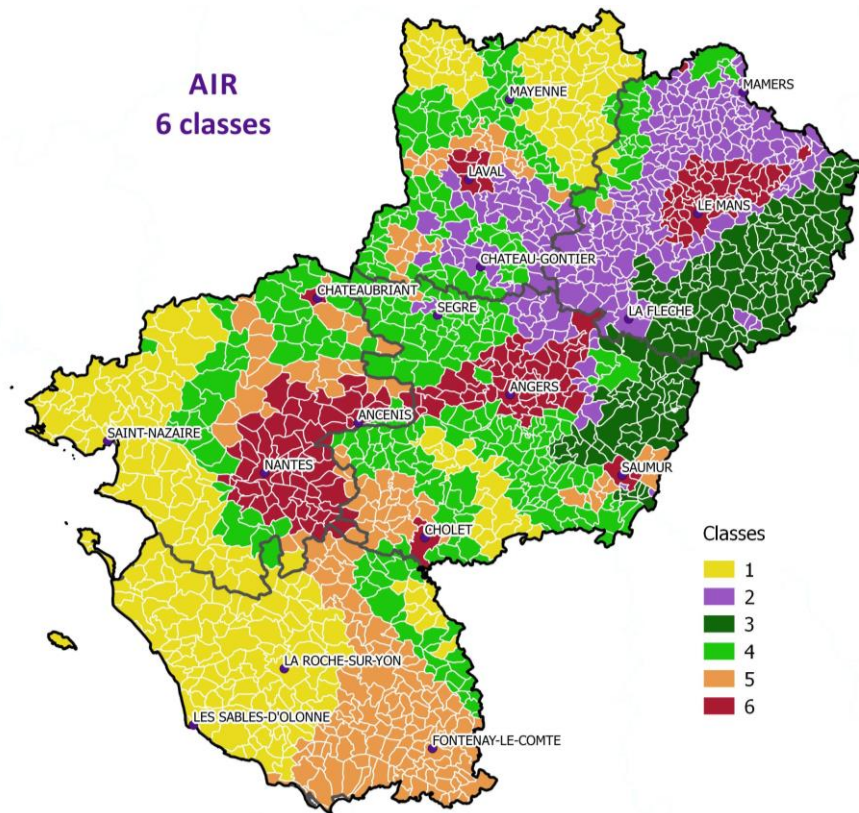 AIR
6 classes
MAYENNE
MAMERS
LAVAL
LE MANS
CHATEAU-GONTIER
CHATEAUBRIANT
SEGRE
LA FLECHE
ANGERS
ANCENIS
SAINT-NAZAIRE
NANTES
SAUMUR
CHOLET
LA ROCHE-SUR-YON
LES SABLES-D'OLONNE
FONTENAY-LE-COMTE
Classes
1
2
3
4
5
6